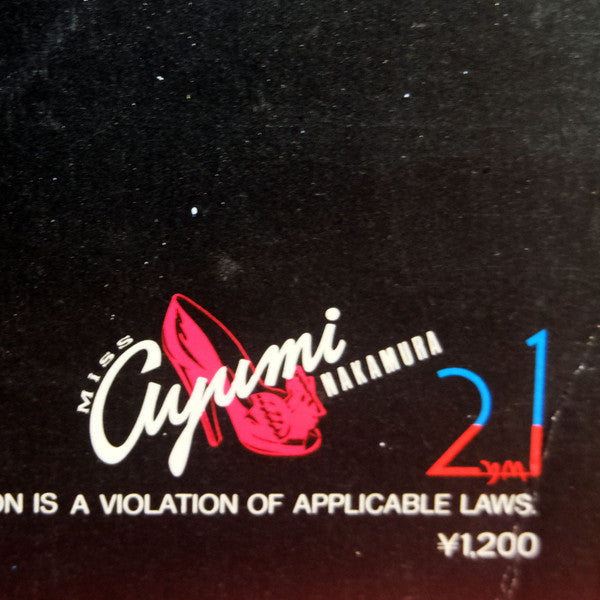 MISS
Ayumi
NAKAMURA
21
ON IS A VIOLATION OF APPLICABLE LAWS.
¥1,200